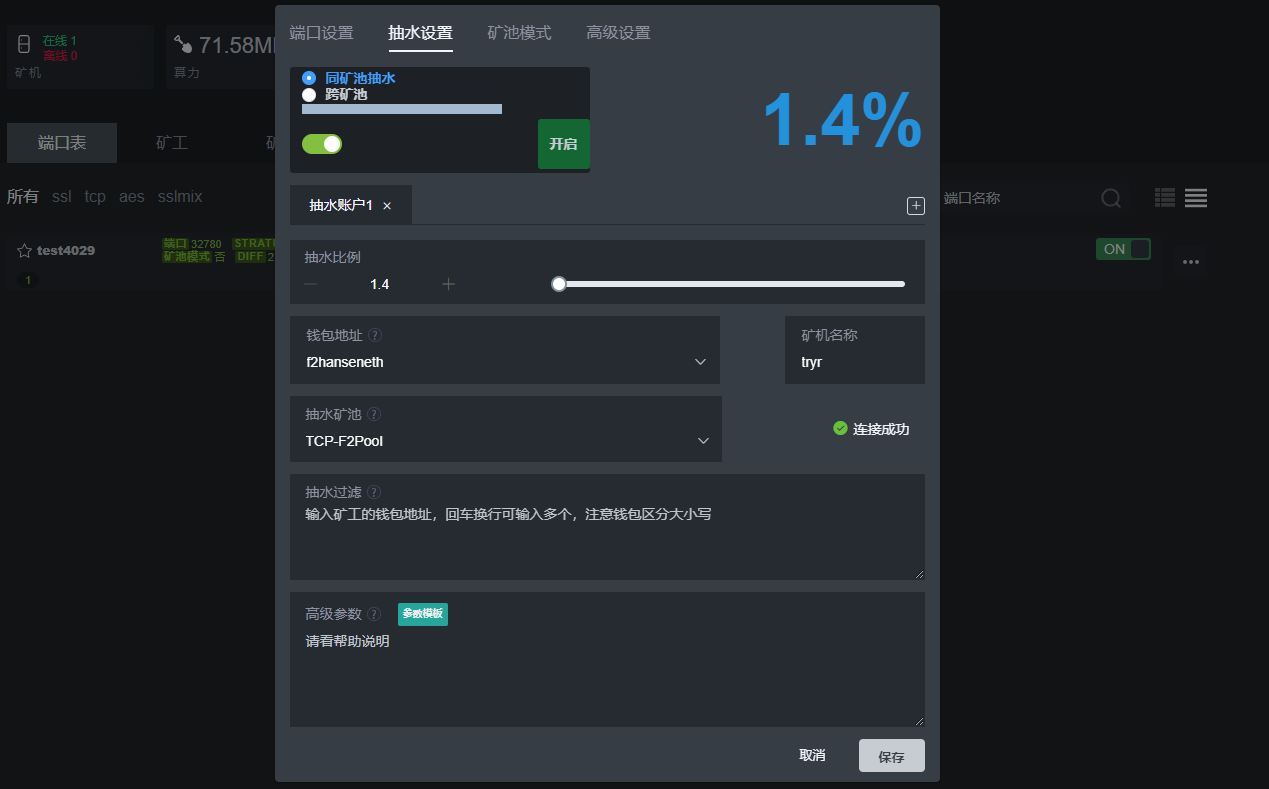 端口设置 抽水设置 矿池模式 高级设置
在线 1
离线 0
矿机
71.58M
算力
同矿池抽水
跨矿池
1.4%
开启
端口表 矿工
所有 ssl tcp aes sslmix
抽水账户1 ×
端口名称
test4029
端口 32780
矿池模式 否 DIFF
1
ON
抽水比例
1.4
钱包地址 ?
f2hanseneth
矿机名称
tryr
抽水矿池 ?
TCP-F2Pool
连接成功
抽水过滤 ?
输入矿工的钱包地址，回车换行可输入多个，注意钱包区分大小写
高级参数 ? 参数模板
请看帮助说明
取消 保存